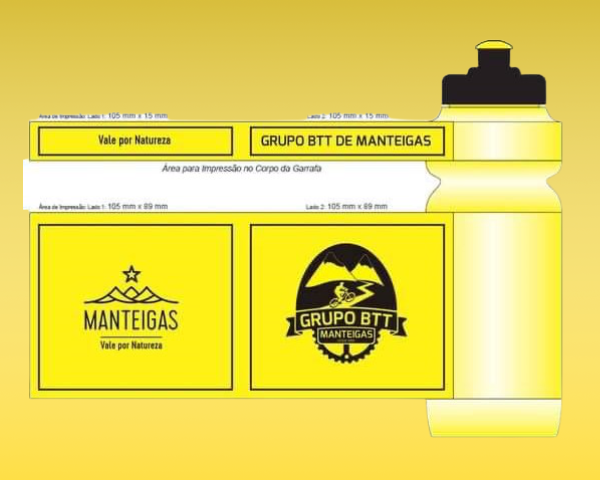 Área de Impressão: Lado 1: 105 mm x 15 mm
Lado 2: 105 mm x 15 mm
Vale por Natureza
GRUPO BTT DE MANTEIGAS
Área para Impressão no Corpo da Garrafa
Área de Impressão: Lado 1: 105 mm x 89 mm
Lado 2: 105 mm x 89 mm
MANTEIGAS
Vale por Natureza
GRUPO BTT
MANTEIGAS